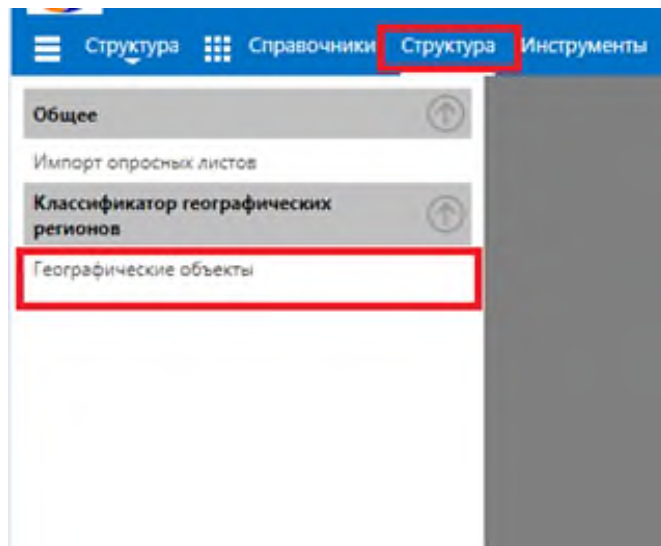 Структура Справочники Структура Инструменты
Общее
Импорт опросных листов
Классификатор географических
регионов
Географические объекты